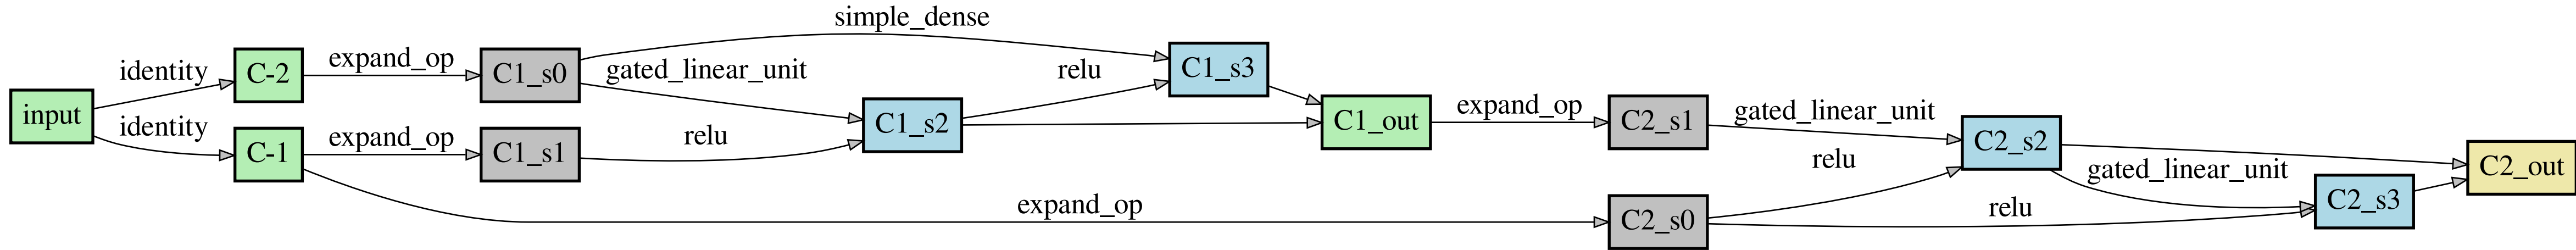 input
identity
identity
C-2
C-1
expand_op
expand_op
C1_s0
C1_s1
simple_dense
gated_linear_unit
relu
C1_s2
relu
C1_s3
C1_out
expand_op
expand_op
C2_s1
C2_s0
gated_linear_unit
relu
C2_s2
gated_linear_unit
relu
C2_s3
C2_out